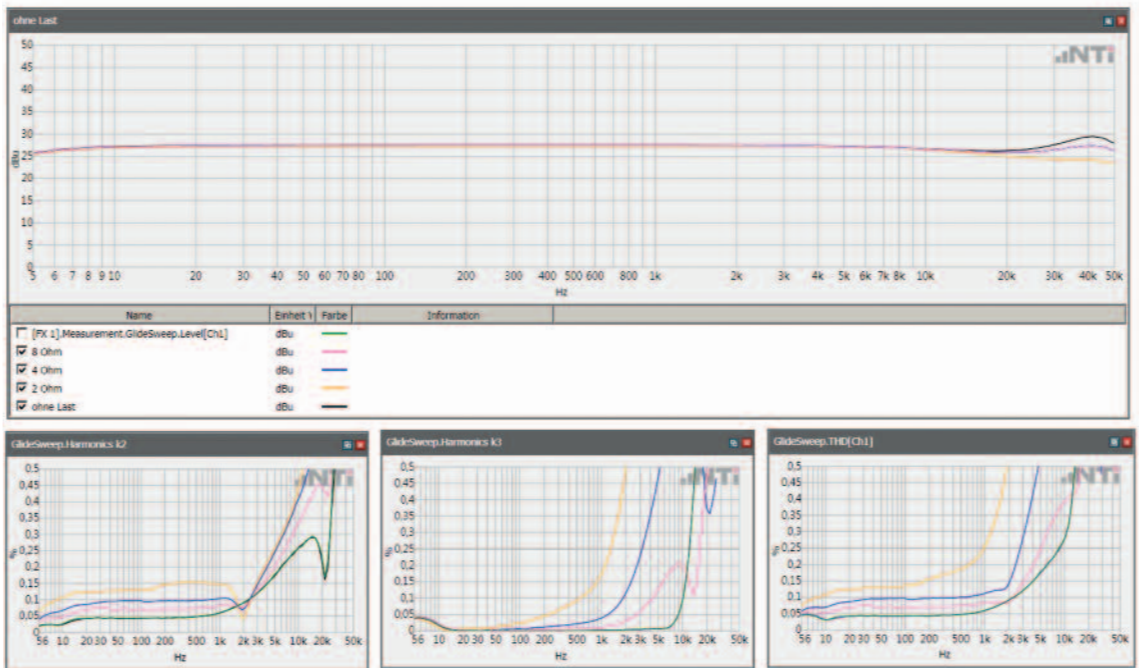 ohne Last
NTi
50
45
40
35
30
25
20
15
10
5
0
dBu
5 6 7 8 9 10 20 30 40 50 60 70 80 100 200 300 400 500 600 800 1k 2k 3k 4k 5k 6k 7k 8k 10k 20k 30k 40k 50k
Hz
Name Einheit Y Farbe Information
[FX 1].Measurement.GlideSweep.Level[Ch1] dBu
8 Ohm dBu
4 Ohm dBu
2 Ohm dBu
ohne Last dBu
GlideSweep.Harmonics k2
NTi
0,5
0,45
0,4
0,35
0,3
0,25
0,2
0,15
0,1
0,05
0
%
5 6 10 20 30 50 100 200 500 1k 2k 3k 5k 10k 20k 50k
Hz
GlideSweep.Harmonics k3
NTi
0,5
0,45
0,4
0,35
0,3
0,25
0,2
0,15
0,1
0,05
0
%
5 6 10 20 30 50 100 200 500 1k 2k 3k 5k 10k 20k 50k
Hz
GlideSweep.THD[Ch1]
NTi
0,5
0,45
0,4
0,35
0,3
0,25
0,2
0,15
0,1
0,05
0
%
5 6 10 20 30 50 100 200 500 1k 2k 3k 5k 10k 20k 50k
Hz